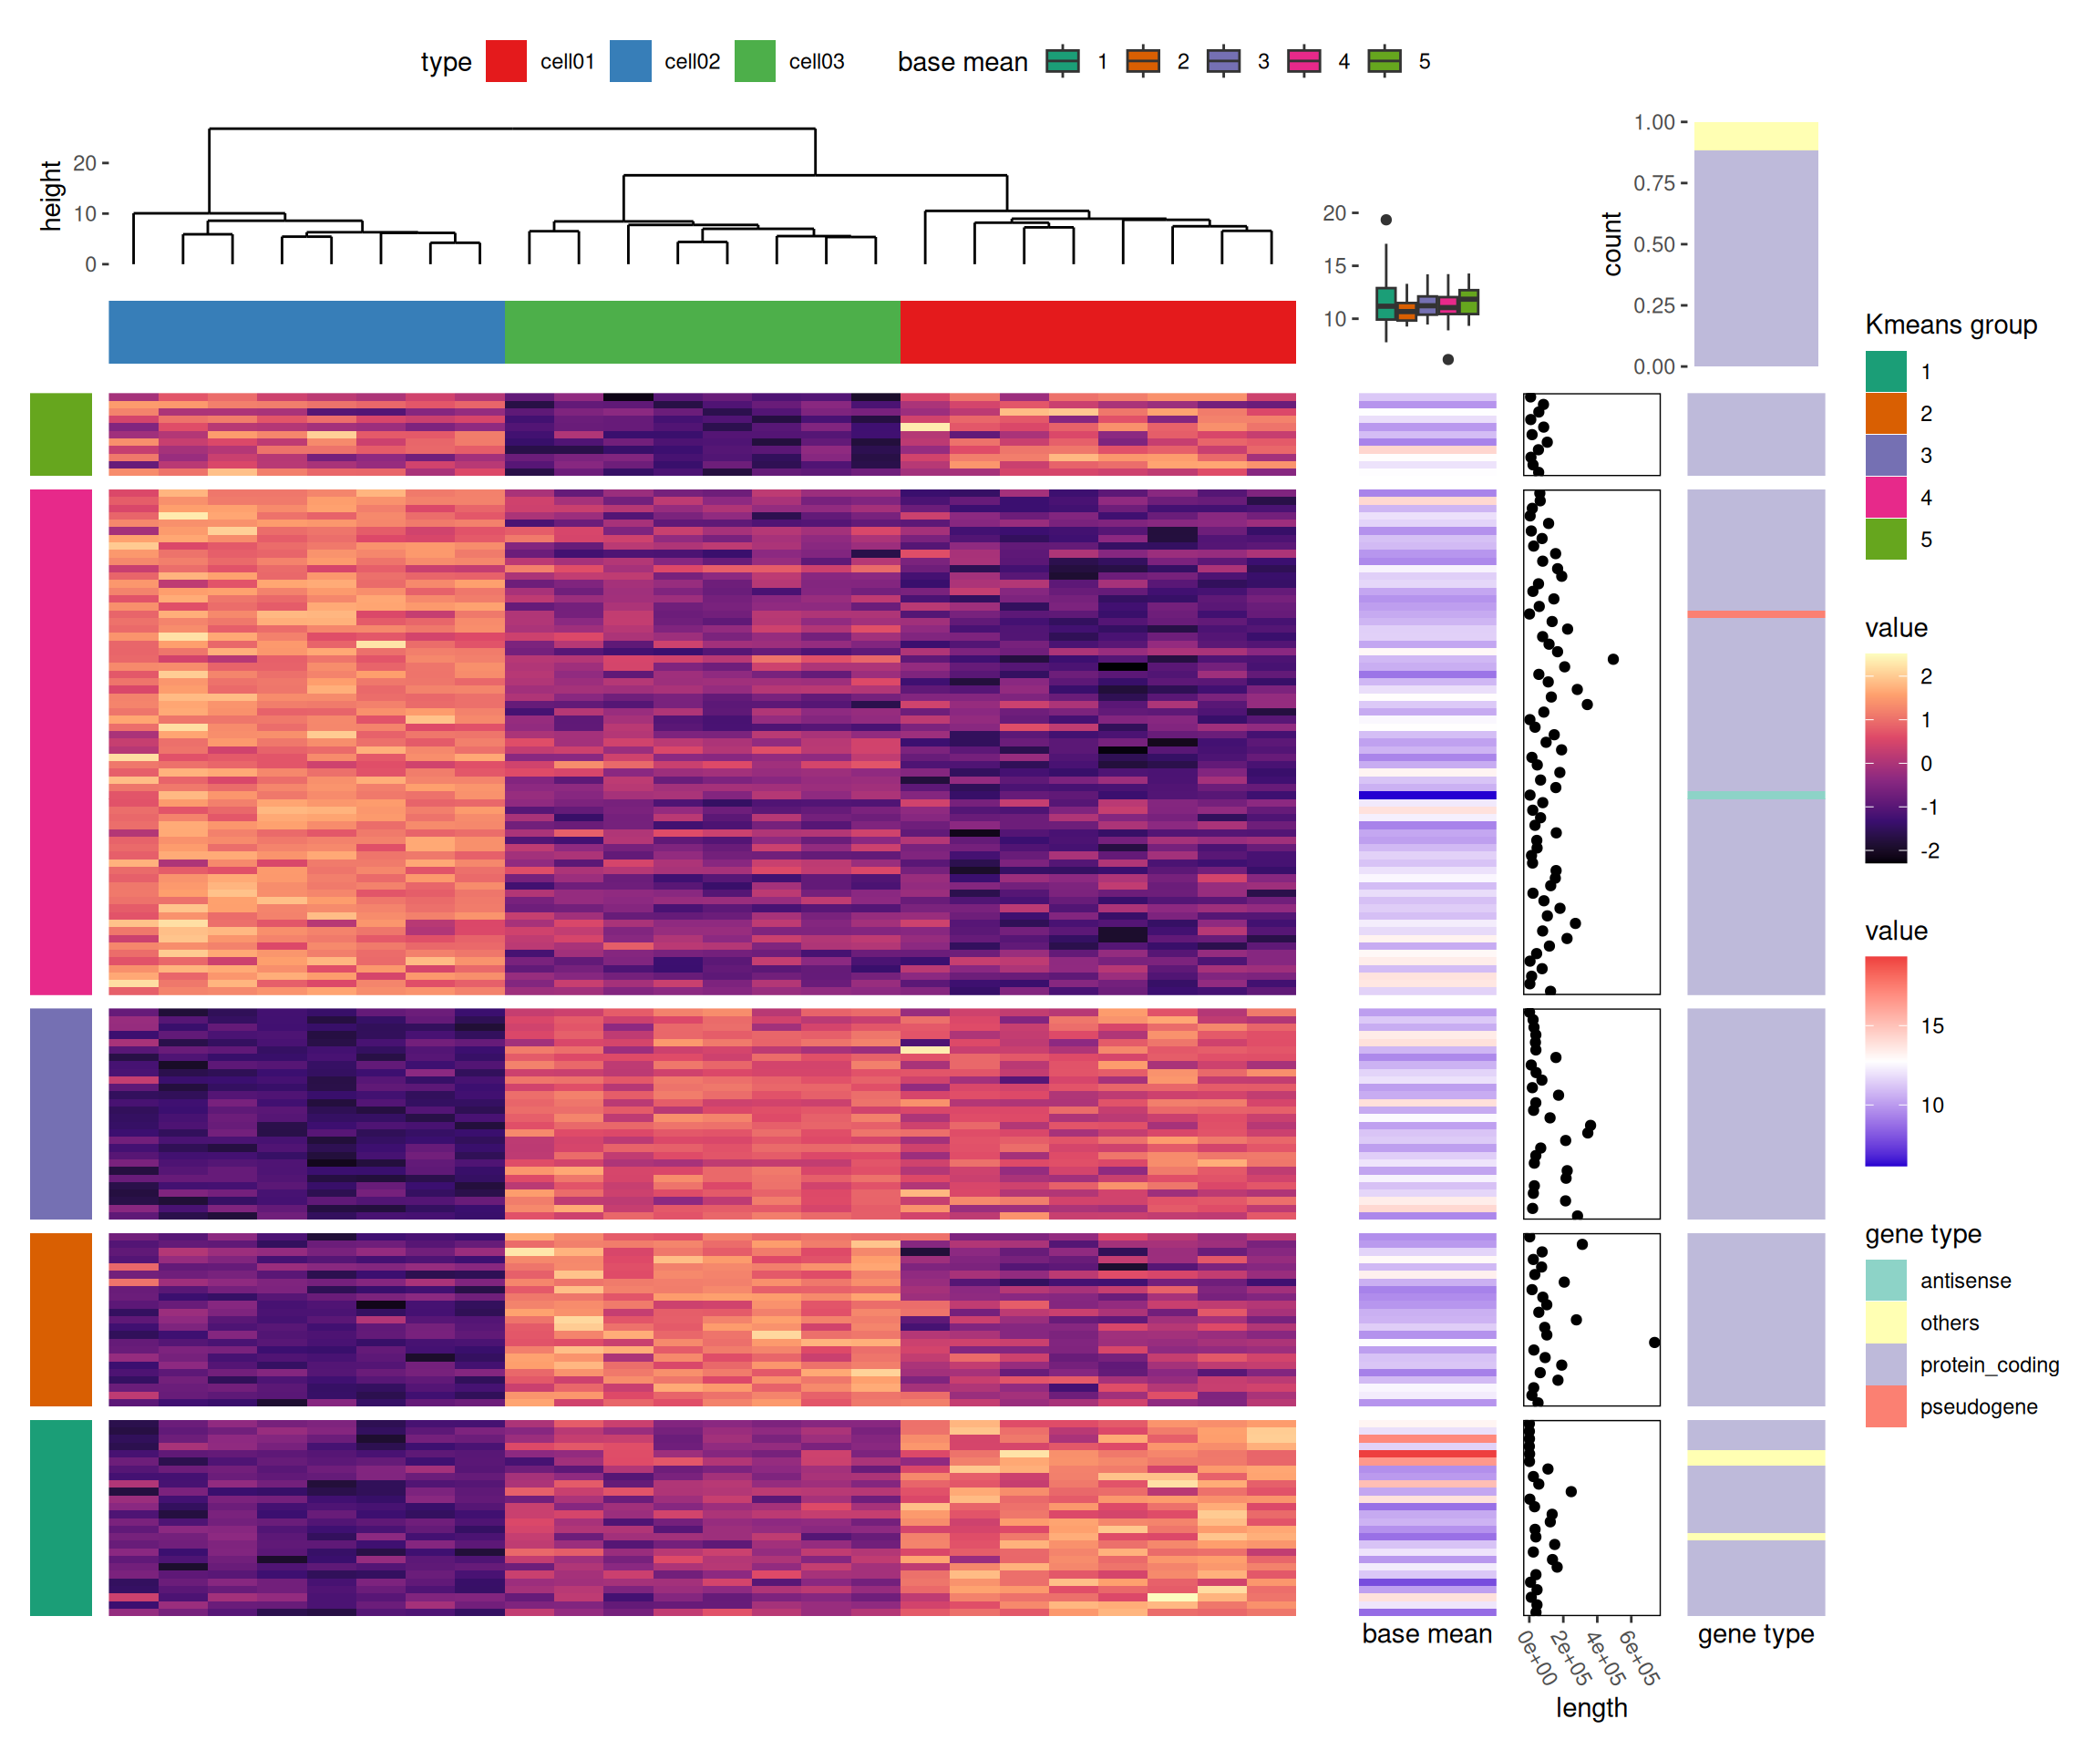 type cell01 cell02 cell03 base mean 1 2 3 4 5
height
20
10
0
20
15
10
count
1.00
0.75
0.50
0.25
0.00
Kmeans group
1
2
3
4
5
value
2
1
0
-1
-2
value
15
10
gene type
antisense
others
protein_coding
pseudogene
base mean
0e+00
2e+05
4e+05
6e+05
length
gene type